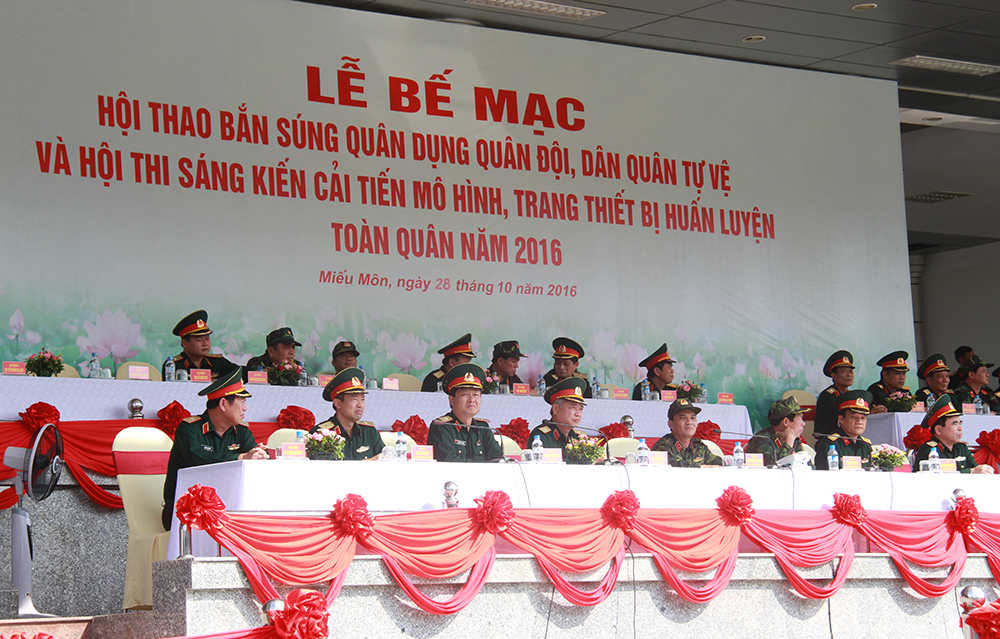 LỄ BẾ MẠC
HỘI THAO BẮN SÚNG QUÂN DỤNG QUÂN ĐỘI, DÂN QUÂN TỰ VỆ
VÀ HỘI THI SÁNG KIẾN CẢI TIẾN MÔ HÌNH, TRANG THIẾT BỊ HUẤN LUYỆN
TOÀN QUÂN NĂM 2016
Miếu Môn, ngày 28 tháng 10 năm 2016